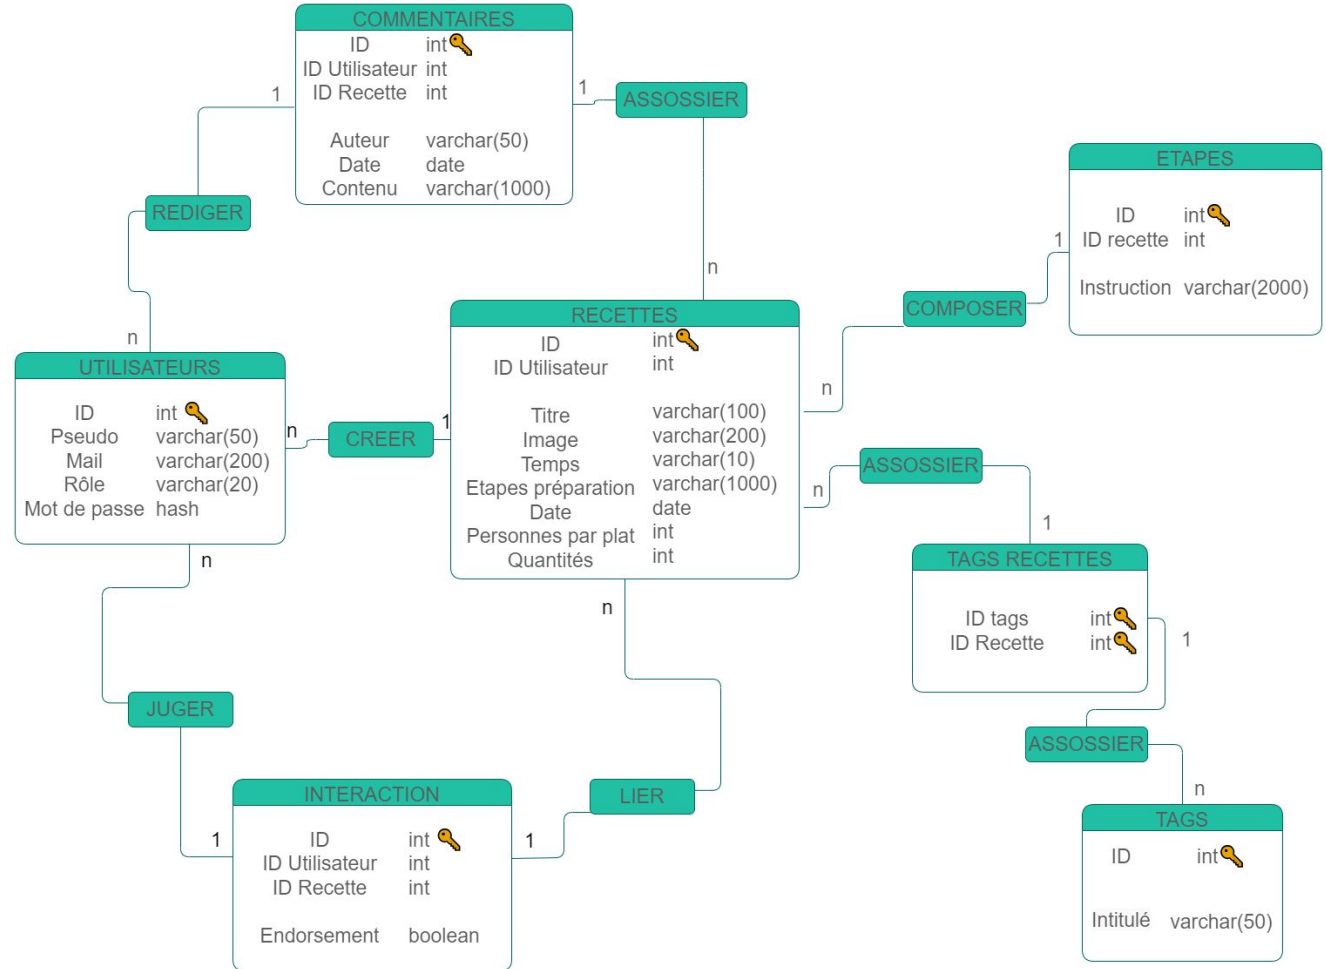 COMMENTAIRES
ID int
ID Utilisateur int
ID Recette int
Auteur varchar(50)
Date date
Contenu varchar(1000)
1
1
ASSOSSIER
REDIGER
n
n
ETAPES
ID int
ID recette int
Instruction varchar(2000)
1
COMPOSER
n
UTILISATEURS
ID int
Pseudo varchar(50)
Mail varchar(200)
Rôle varchar(20)
Mot de passe hash
n
CREER
1
RECETTES
ID int
ID Utilisateur int
Titre varchar(100)
Image varchar(200)
Temps varchar(10)
Etapes préparation varchar(1000)
Date date
Personnes par plat int
Quantités int
n
ASSOSSIER
1
TAGS RECETTES
ID tags int
ID Recette int
1
ASSOSSIER
n
TAGS
ID int
Intitulé varchar(50)
n
n
JUGER
LIER
1
1
INTERACTION
ID int
ID Utilisateur int
ID Recette int
Endorsement boolean